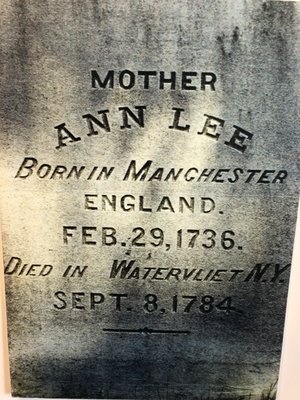 MOTHER
ANN LEE
BORN IN MANCHESTER
ENGLAND.
FEB. 29, 1736.
DIED IN WATERVLIET N.Y.
SEPT. 8, 1784.